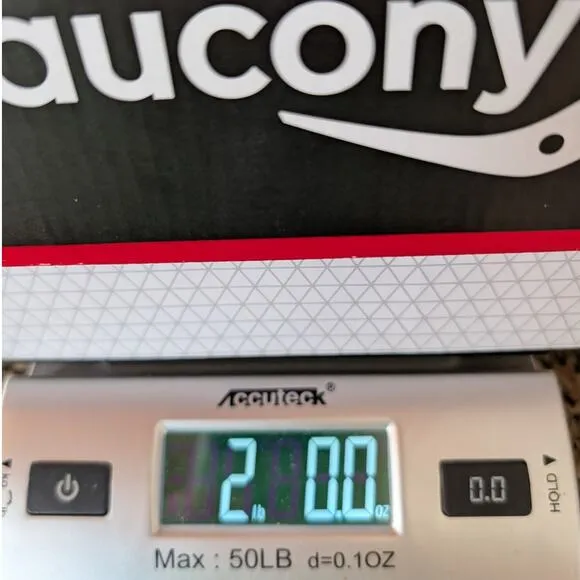 aucony
Accuteck®
2 lb 00.0 oz
0.0
HOLD
Max : 50LB d=0.1OZ